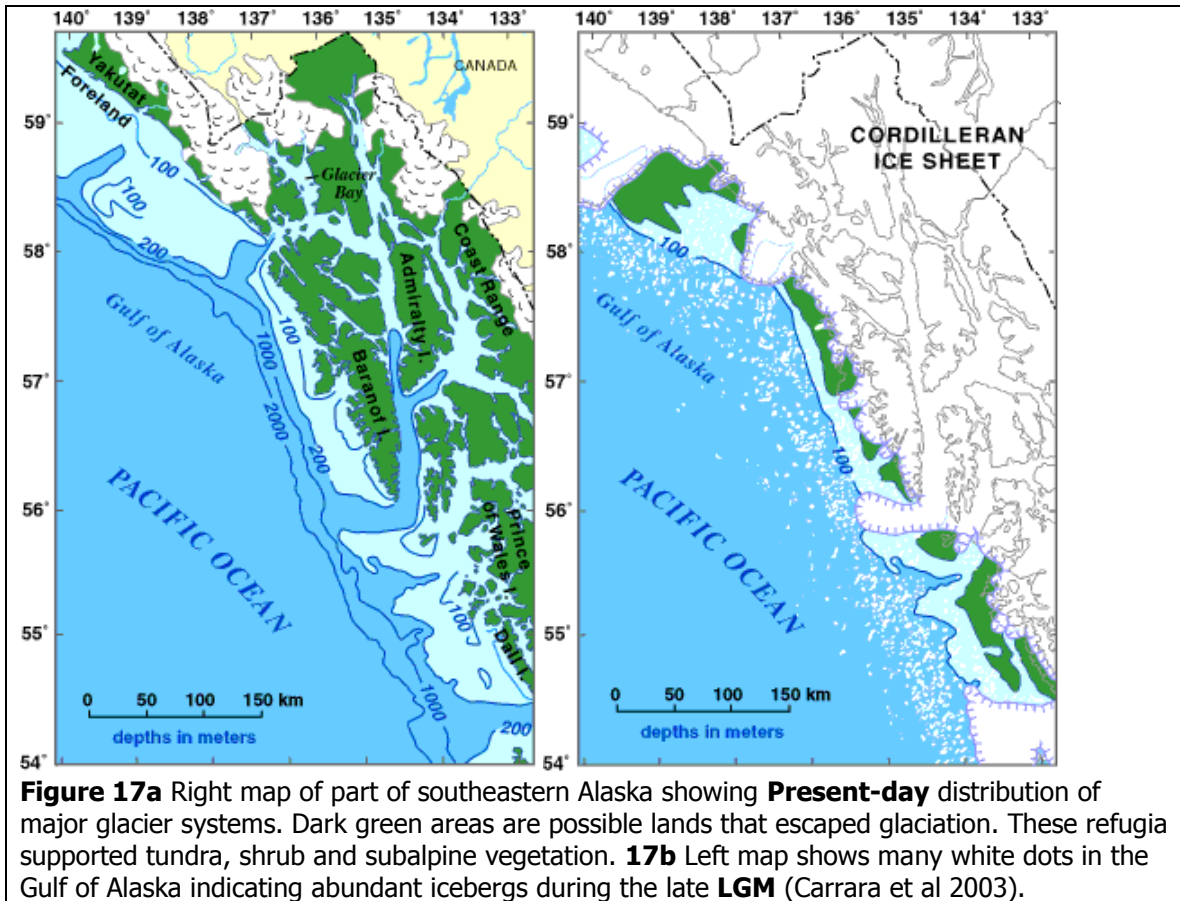 140˚ 139˚ 138˚ 137˚ 136˚ 135˚ 134˚ 133˚
59˚
58˚
57˚
56˚
55˚
54˚
Yakutat
Foreland
CANADA
Glacier
Bay
100
100
200
Gulf of Alaska
1000
2000
100
200
Baranof I.
Admiralty I.
Coast Range
Prince
of Wales I.
Dall I.
100
1000
200
PACIFIC OCEAN
0 50 100 150 km
depths in meters
140˚ 139˚ 138˚ 137˚ 136˚ 135˚ 134˚ 133˚
59˚
58˚
57˚
56˚
55˚
54˚
CORDILLERAN
ICE SHEET
100
Gulf of Alaska
100
PACIFIC OCEAN
100
0 50 100 150 km
depths in meters
Figure 17a Right map of part of southeastern Alaska showing Present-day distribution of
major glacier systems. Dark green areas are possible lands that escaped glaciation. These refugia
supported tundra, shrub and subalpine vegetation. 17b Left map shows many white dots in the
Gulf of Alaska indicating abundant icebergs during the late LGM (Carrara et al 2003).